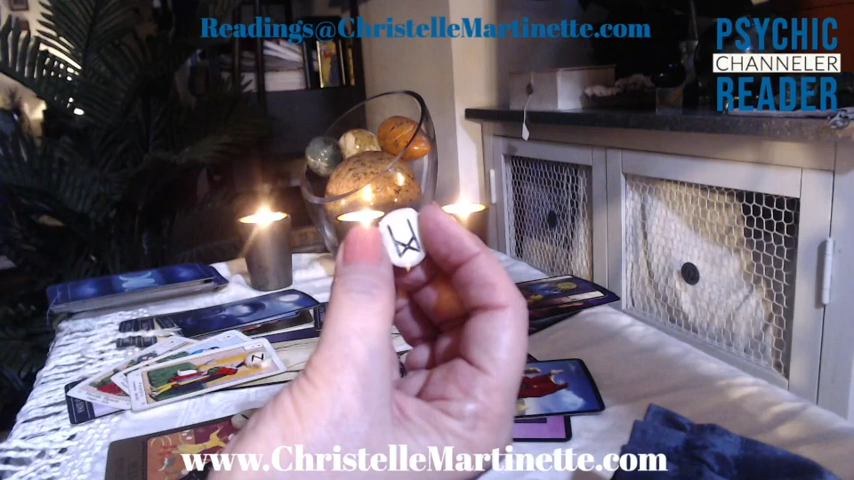 Readings@ChristelleMartinette.com
PSYCHIC
CHANNELER
READER
www.ChristelleMartinette.com